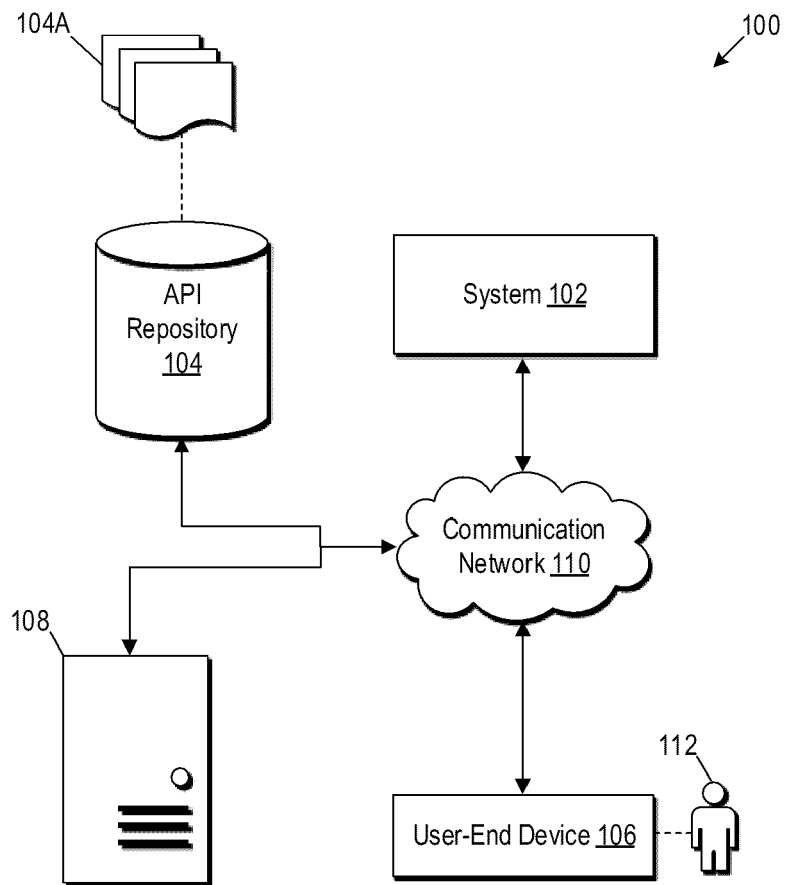 104A
100
API
Repository
104
System 102
Communication
Network 110
108
112
User-End Device 106